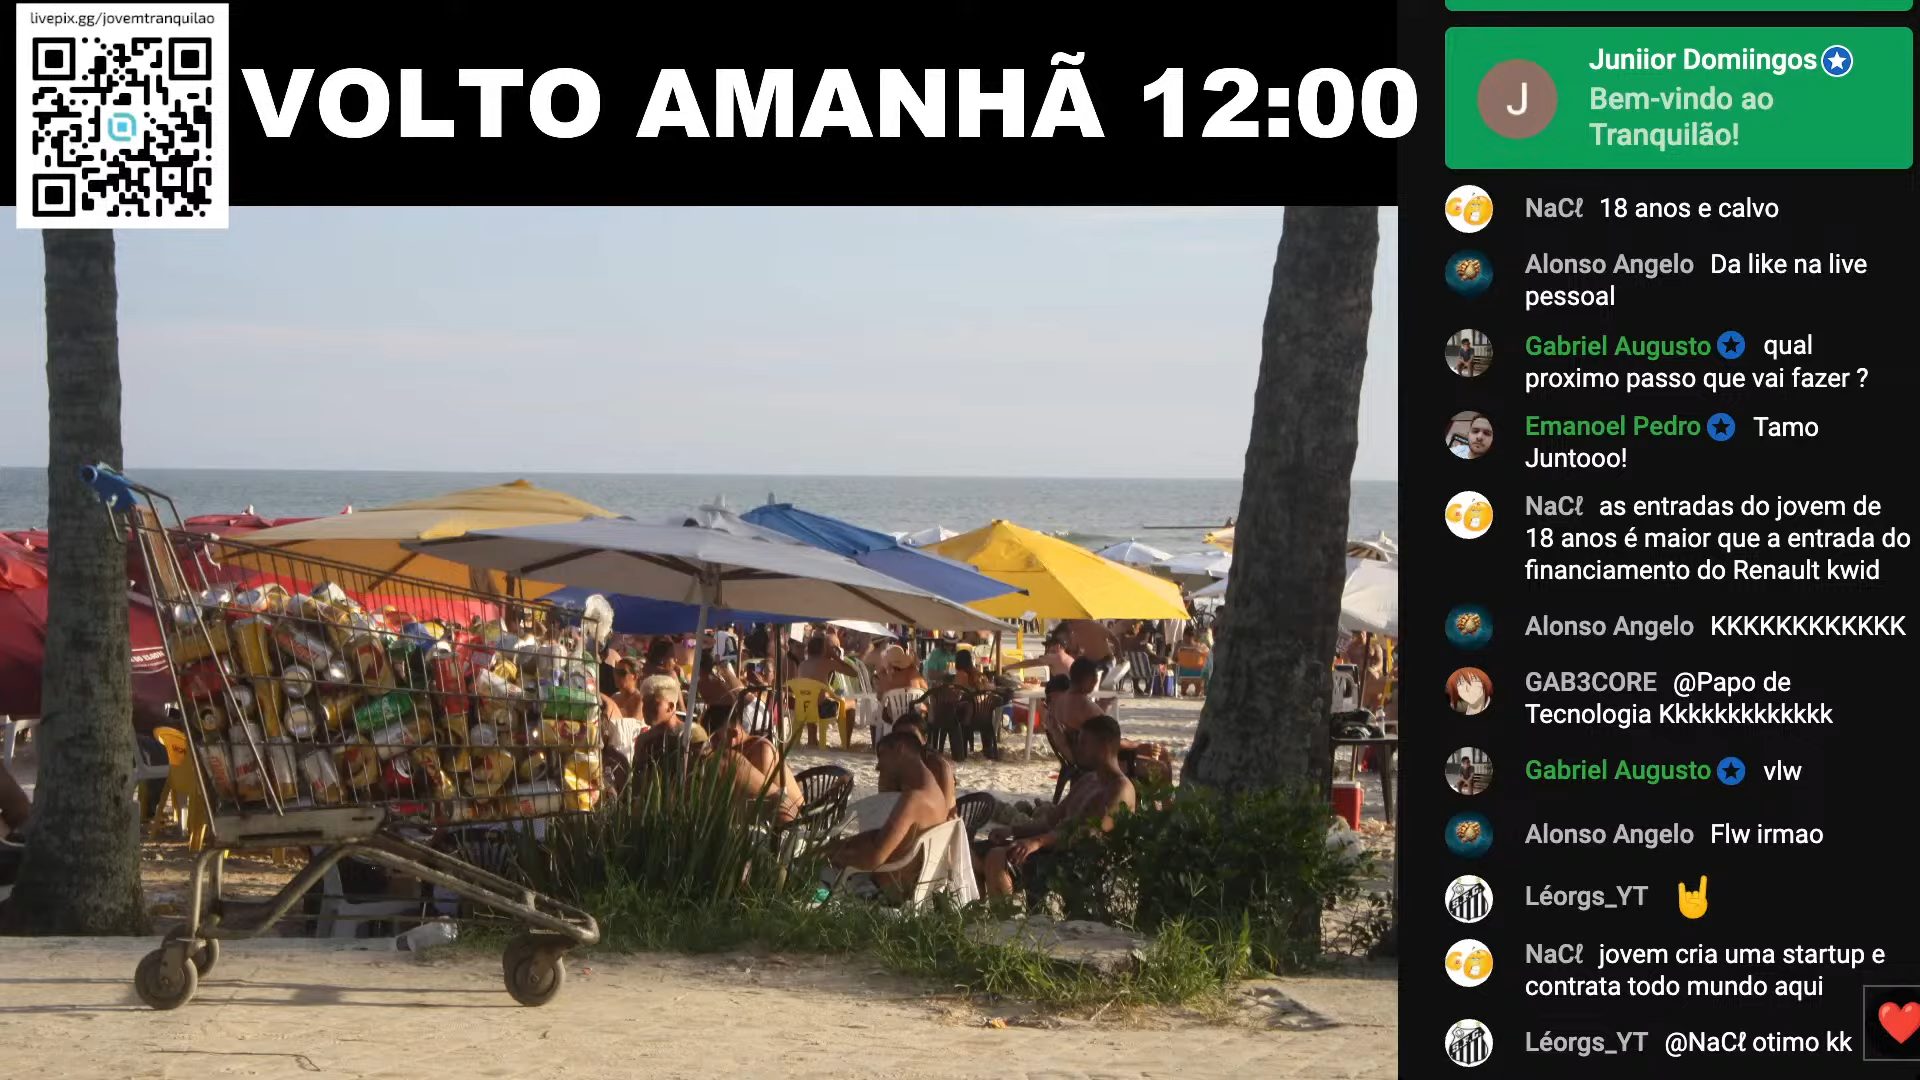 livepix.gg/jovemtranquilao
VOLTO AMANHÃ 12:00
Juniior Domiingos
Bem-vindo ao
Tranquilão!
J
NaCℓ 18 anos e calvo
Alonso Angelo Da like na live
pessoal
Gabriel Augusto qual
proximo passo que vai fazer ?
Emanoel Pedro Tamo
Juntooo!
NaCℓ as entradas do jovem de
18 anos é maior que a entrada do
financiamento do Renault kwid
Alonso Angelo KKKKKKKKKKKK
GAB3CORE @Papo de
Tecnologia Kkkkkkkkkkkkk
Gabriel Augusto vlw
Alonso Angelo Flw irmao
Léorgs_YT 🤘
NaCℓ jovem cria uma startup e
contrata todo mundo aqui
Léorgs_YT @NaCℓ otimo kk